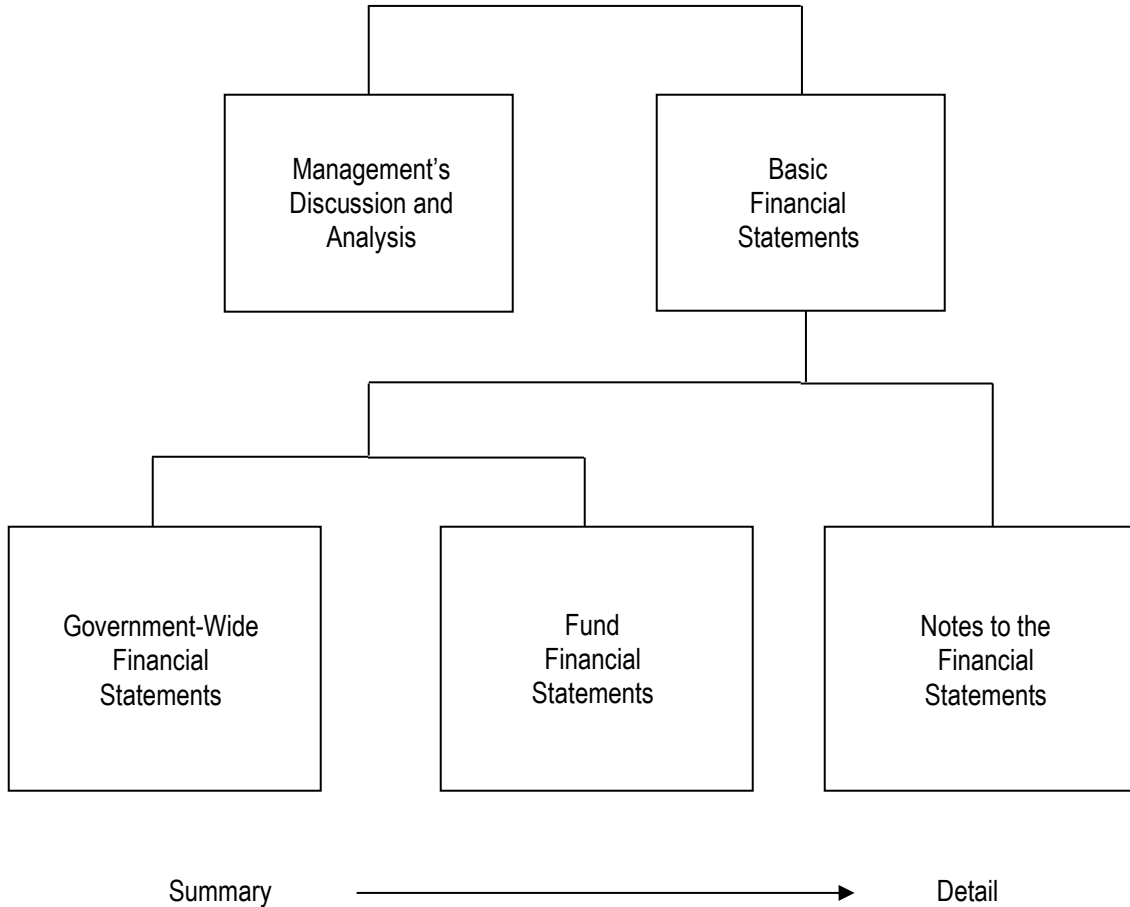 Management’s
Discussion and
Analysis
Basic
Financial
Statements
Government-Wide
Financial
Statements
Fund
Financial
Statements
Notes to the
Financial
Statements
Summary
Detail